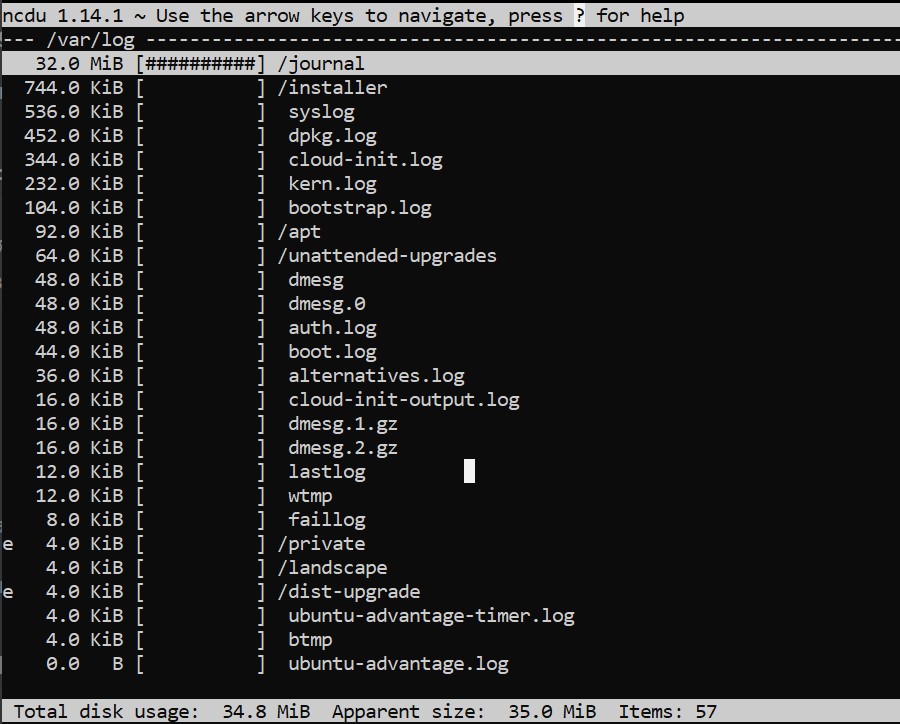 ncdu 1.14.1 ~ Use the arrow keys to navigate, press ? for help
--- /var/log ----------------------------------------------------------------------
   32.0 MiB [##########] /journal
  744.0 KiB [          ] /installer
  536.0 KiB [          ]  syslog
  452.0 KiB [          ]  dpkg.log
  344.0 KiB [          ]  cloud-init.log
  232.0 KiB [          ]  kern.log
  104.0 KiB [          ]  bootstrap.log
   92.0 KiB [          ] /apt
   64.0 KiB [          ] /unattended-upgrades
   48.0 KiB [          ]  dmesg
   48.0 KiB [          ]  dmesg.0
   48.0 KiB [          ]  auth.log
   44.0 KiB [          ]  boot.log
   36.0 KiB [          ]  alternatives.log
   16.0 KiB [          ]  cloud-init-output.log
   16.0 KiB [          ]  dmesg.1.gz
   16.0 KiB [          ]  dmesg.2.gz
   12.0 KiB [          ]  lastlog
   12.0 KiB [          ]  wtmp
    8.0 KiB [          ]  faillog
e   4.0 KiB [          ] /private
    4.0 KiB [          ] /landscape
e   4.0 KiB [          ] /dist-upgrade
    4.0 KiB [          ]  ubuntu-advantage-timer.log
    4.0 KiB [          ]  btmp
    0.0   B [          ]  ubuntu-advantage.log
 Total disk usage:  34.8 MiB  Apparent size:  35.0 MiB  Items: 57